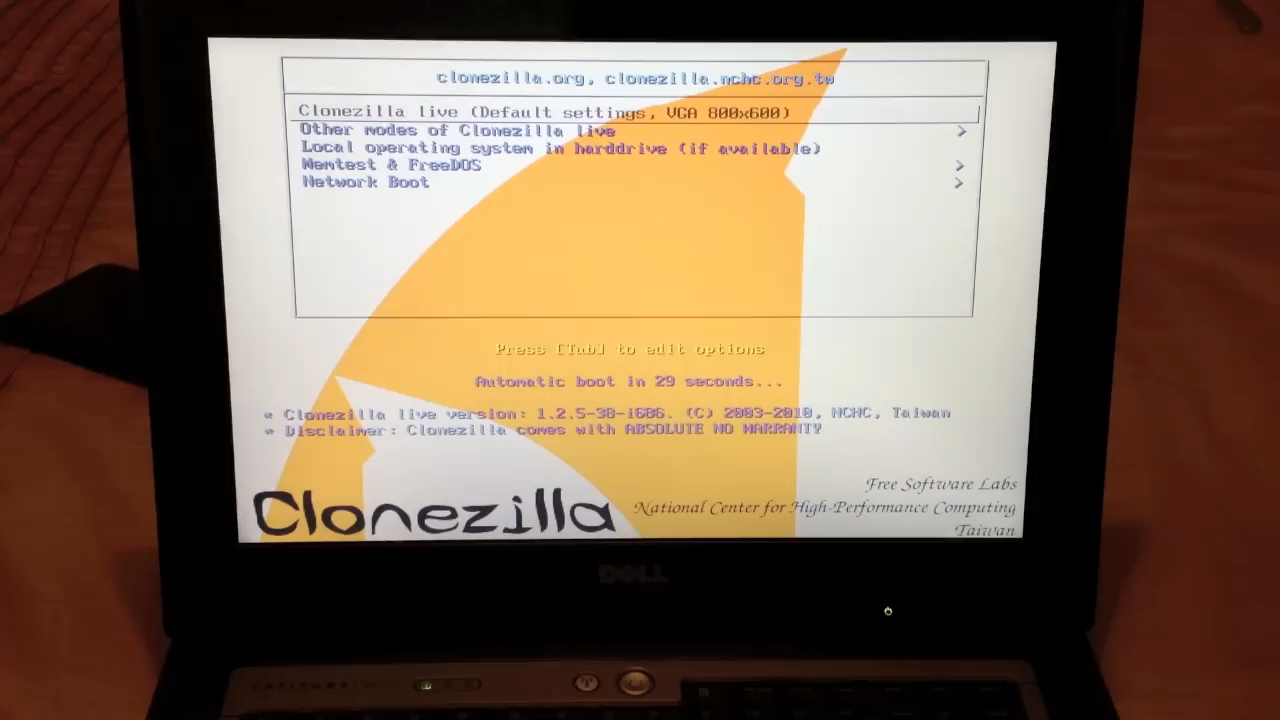 clonezilla.org, clonezilla.nchc.org.tw
Clonezilla live (Default settings, VGA 800x600)
Other modes of Clonezilla live >
Local operating system in harddrive (if available)
Memtest & FreeDOS >
Network Boot >
Press [Tab] to edit options
Automatic boot in 29 seconds...
* Clonezilla live version: 1.2.5-38-i686. (C) 2003-2010, NCHC, Taiwan
* Disclaimer: Clonezilla comes with ABSOLUTE NO WARRANTY
Free Software Labs
Clonezilla National Center for High-Performance Computing
Taiwan
DELL
LATITUDE